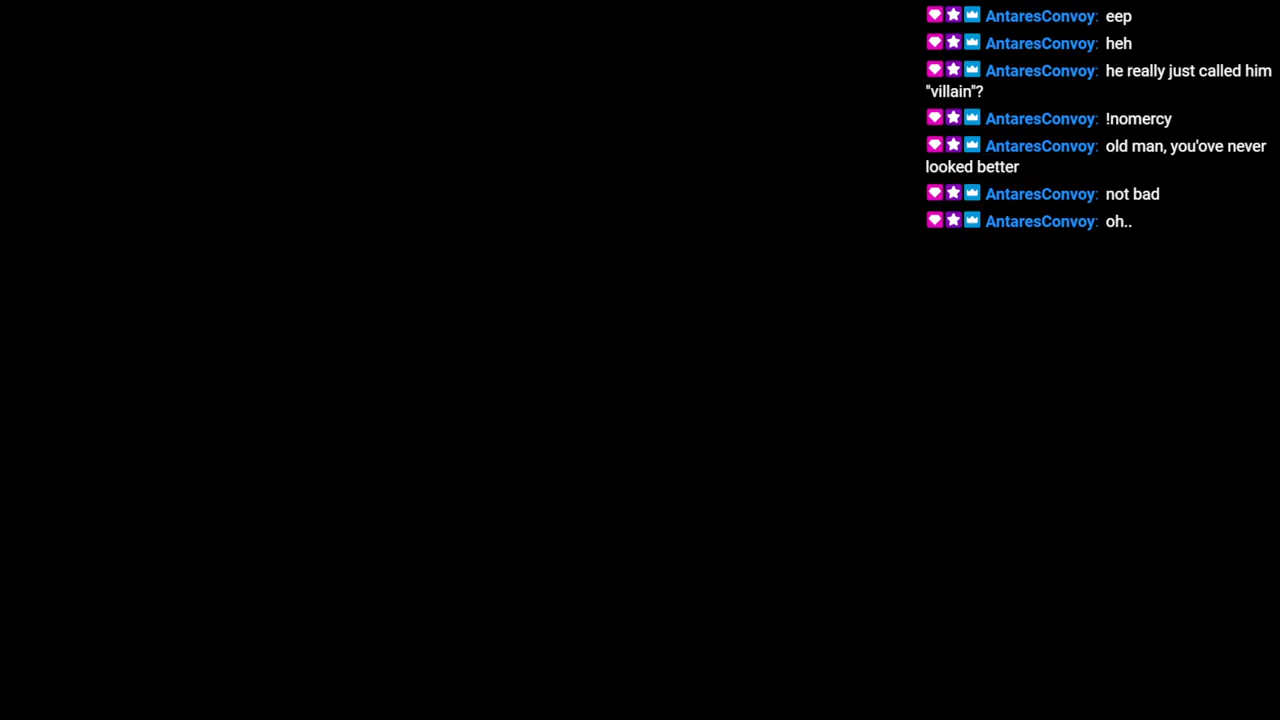 AntaresConvoy: eep
AntaresConvoy: heh
AntaresConvoy: he really just called him
"villain"?
AntaresConvoy: !nomercy
AntaresConvoy: old man, you'ove never
looked better
AntaresConvoy: not bad
AntaresConvoy: oh..